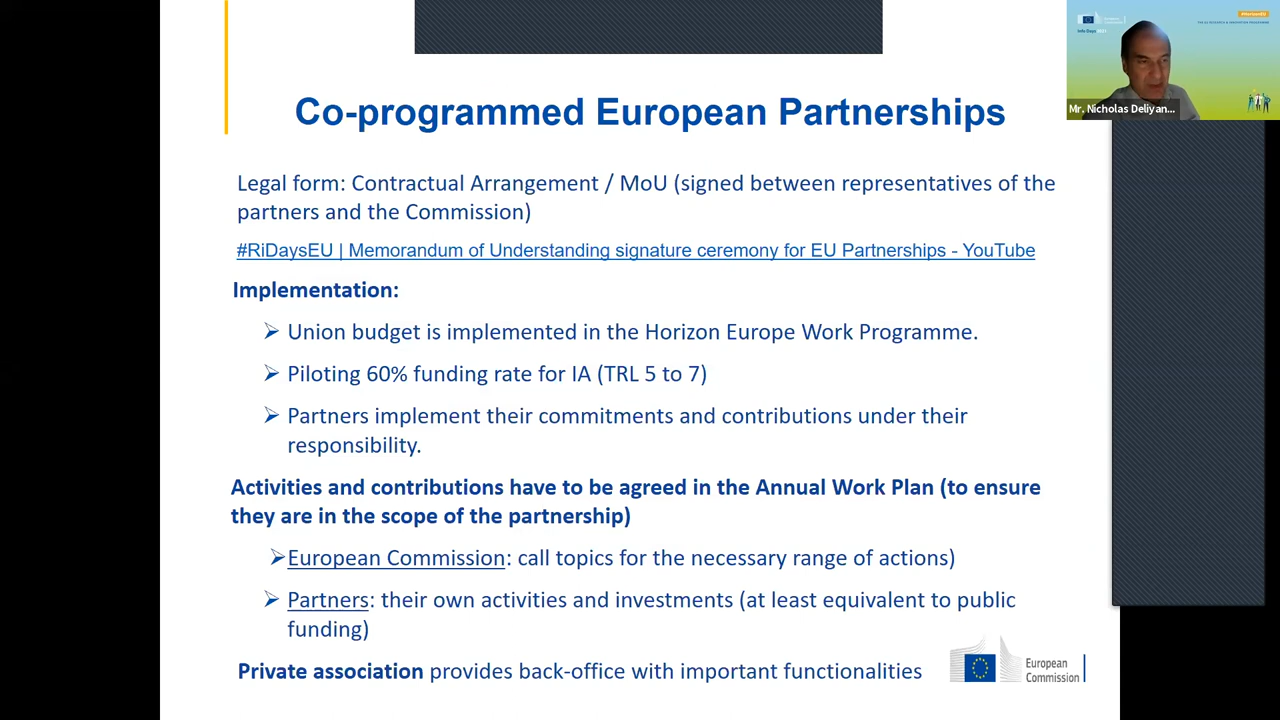 Co-programmed European Partnerships
Legal form: Contractual Arrangement / MoU (signed between representatives of the
partners and the Commission)
#RiDaysEU | Memorandum of Understanding signature ceremony for EU Partnerships - YouTube
Implementation:
➢ Union budget is implemented in the Horizon Europe Work Programme.
➢ Piloting 60% funding rate for IA (TRL 5 to 7)
➢ Partners implement their commitments and contributions under their
responsibility.
Activities and contributions have to be agreed in the Annual Work Plan (to ensure
they are in the scope of the partnership)
➢European Commission: call topics for the necessary range of actions)
➢ Partners: their own activities and investments (at least equivalent to public
funding)
Private association provides back-office with important functionalities
European
Commission
European
Commission
Info Days 2021
#HorizonEU
Mr. Nicholas Deliyan...